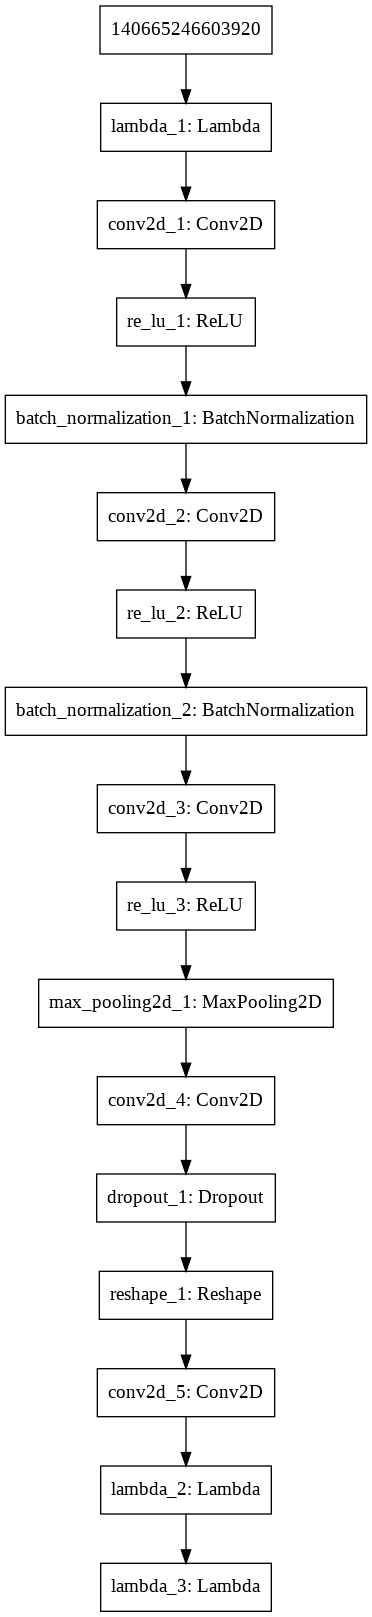 140665246603920
lambda_1: Lambda
conv2d_1: Conv2D
re_lu_1: ReLU
batch_normalization_1: BatchNormalization
conv2d_2: Conv2D
re_lu_2: ReLU
batch_normalization_2: BatchNormalization
conv2d_3: Conv2D
re_lu_3: ReLU
max_pooling2d_1: MaxPooling2D
conv2d_4: Conv2D
dropout_1: Dropout
reshape_1: Reshape
conv2d_5: Conv2D
lambda_2: Lambda
lambda_3: Lambda